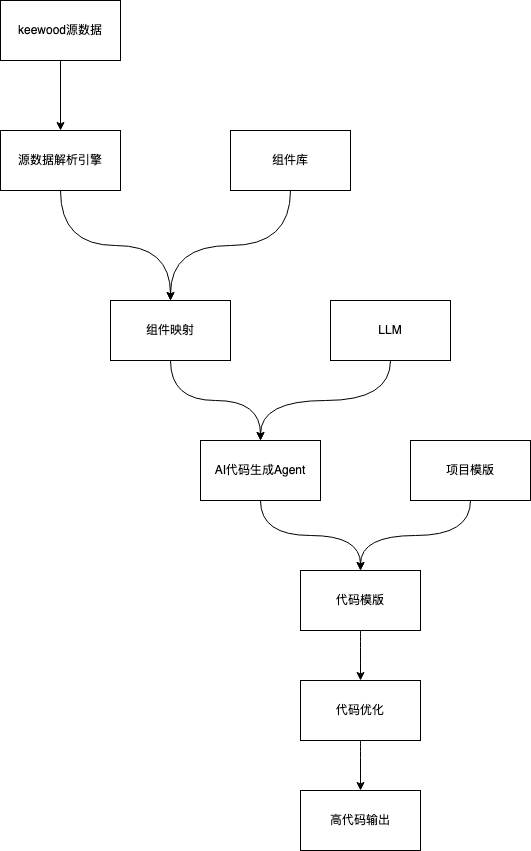 keewood源数据
源数据解析引擎
组件库
组件映射
LLM
AI代码生成Agent
项目模版
代码模版
代码优化
高代码输出